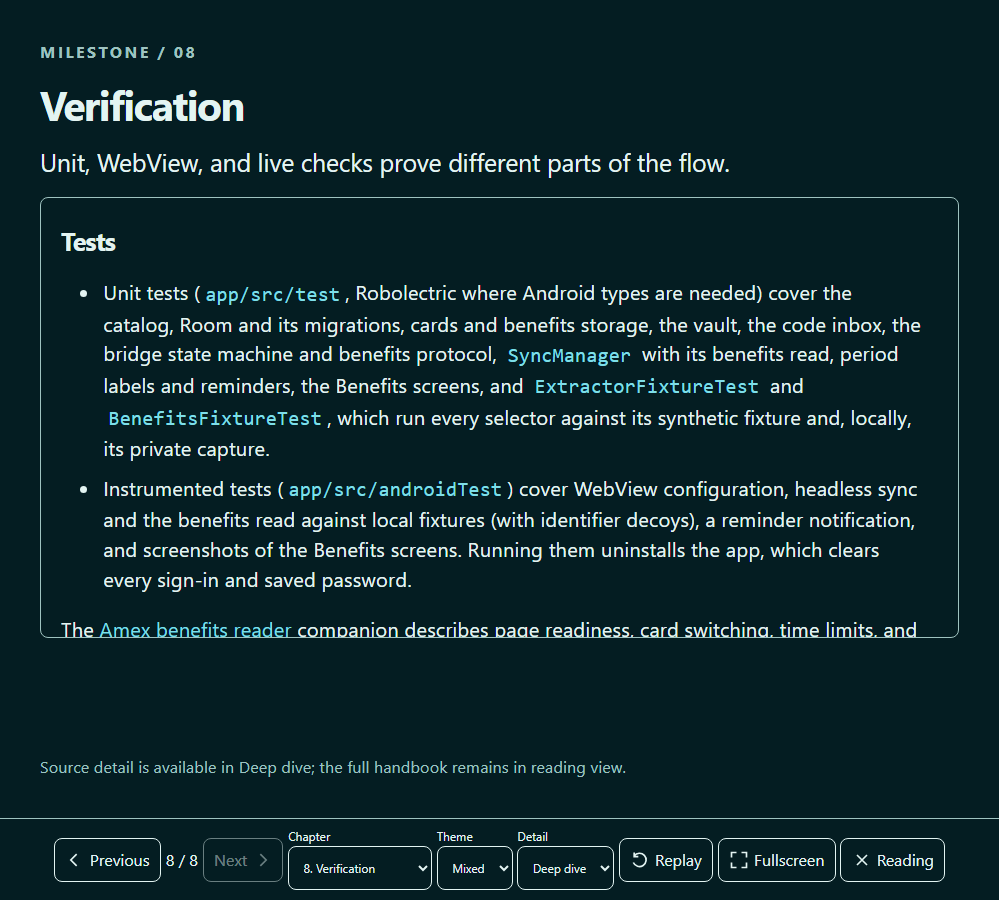 MILESTONE / 08
Verification
Unit, WebView, and live checks prove different parts of the flow.
Tests
• Unit tests ( app/src/test , Robolectric where Android types are needed) cover the
catalog, Room and its migrations, cards and benefits storage, the vault, the code inbox, the
bridge state machine and benefits protocol, SyncManager with its benefits read, period
labels and reminders, the Benefits screens, and ExtractorFixtureTest and
BenefitsFixtureTest , which run every selector against its synthetic fixture and, locally,
its private capture.
• Instrumented tests ( app/src/androidTest ) cover WebView configuration, headless sync
and the benefits read against local fixtures (with identifier decoys), a reminder notification,
and screenshots of the Benefits screens. Running them uninstalls the app, which clears
every sign-in and saved password.
The Amex benefits reader companion describes page readiness, card switching, time limits, and
Source detail is available in Deep dive; the full handbook remains in reading view.
Chapter Theme Detail
Previous 8 / 8 Next 8. Verification Mixed Deep dive Replay Fullscreen Reading